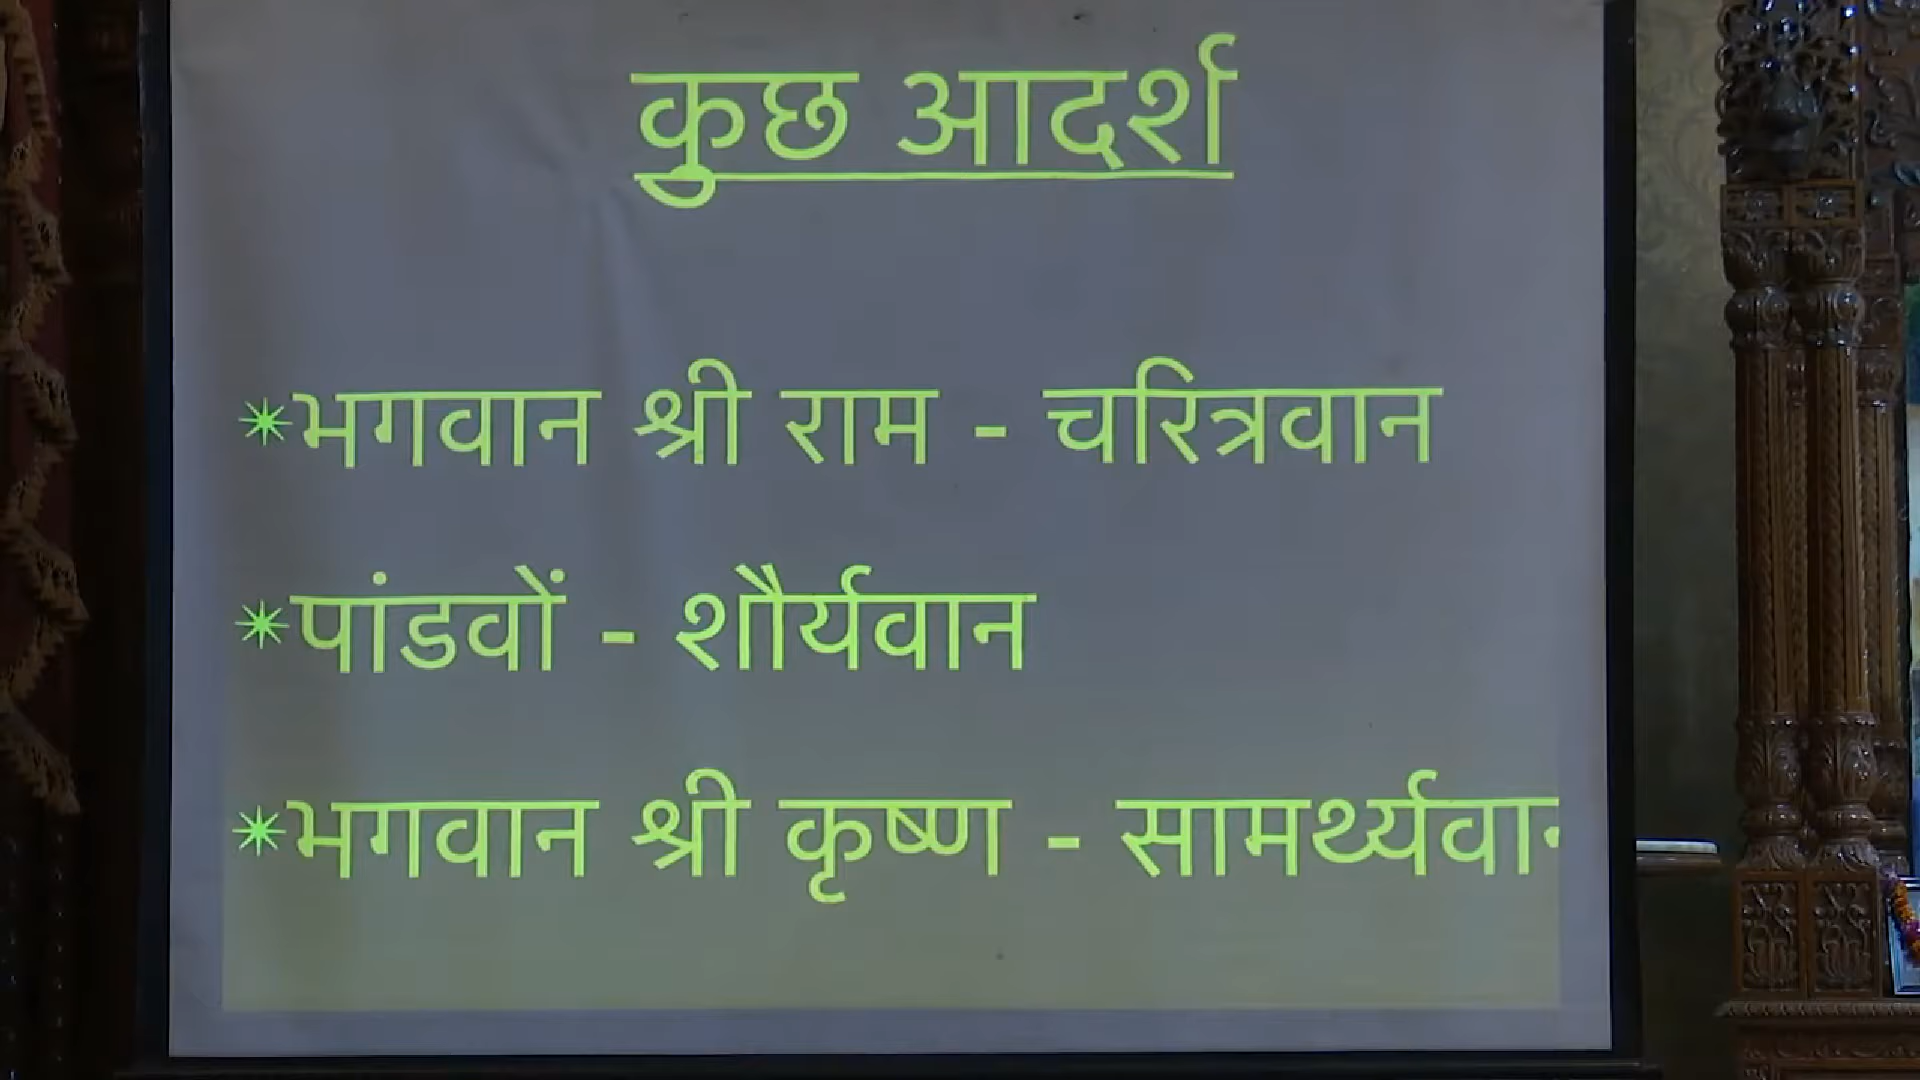 कुछ आदर्श
*भगवान श्री राम - चरित्रवान
*पांडवों - शौर्यवान
*भगवान श्री कृष्ण - सामर्थ्यवान